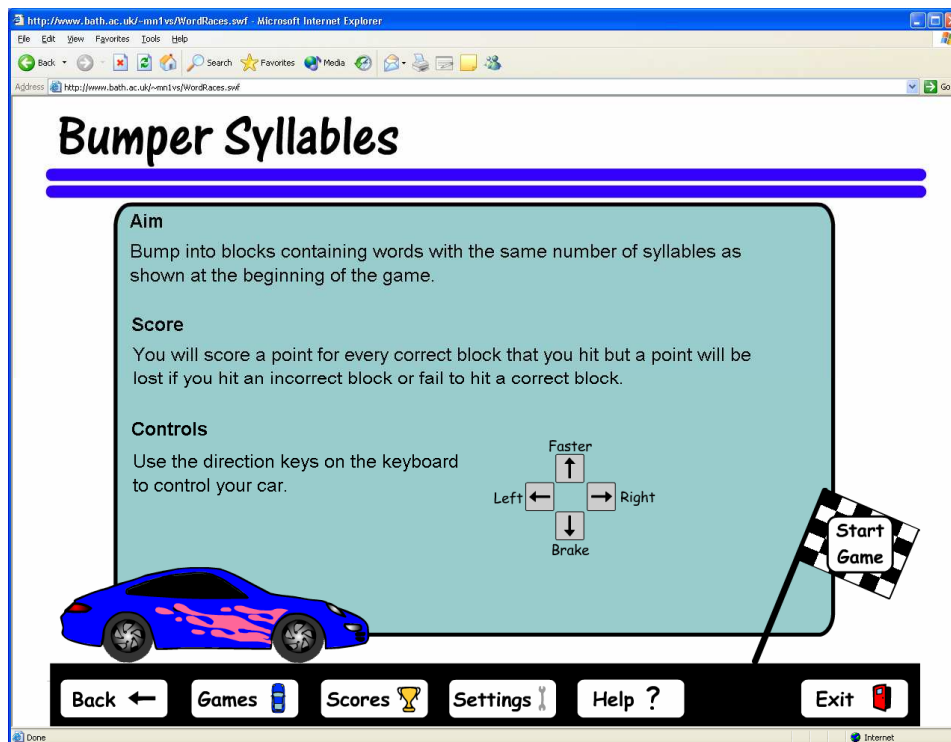 http://www.bath.ac.uk/~mn1vs/WordRaces.swf - Microsoft Internet Explorer
File Edit View Favorites Tools Help
Back Search Favorites Media
Address http://www.bath.ac.uk/~mn1vs/WordRaces.swf Go
Bumper Syllables
Aim
Bump into blocks containing words with the same number of syllables as
shown at the beginning of the game.
Score
You will score a point for every correct block that you hit but a point will be
lost if you hit an incorrect block or fail to hit a correct block.
Controls
Use the direction keys on the keyboard
to control your car.
Faster
Left Right
Brake
Start
Game
Back Games Scores Settings Help ? Exit
Done Internet